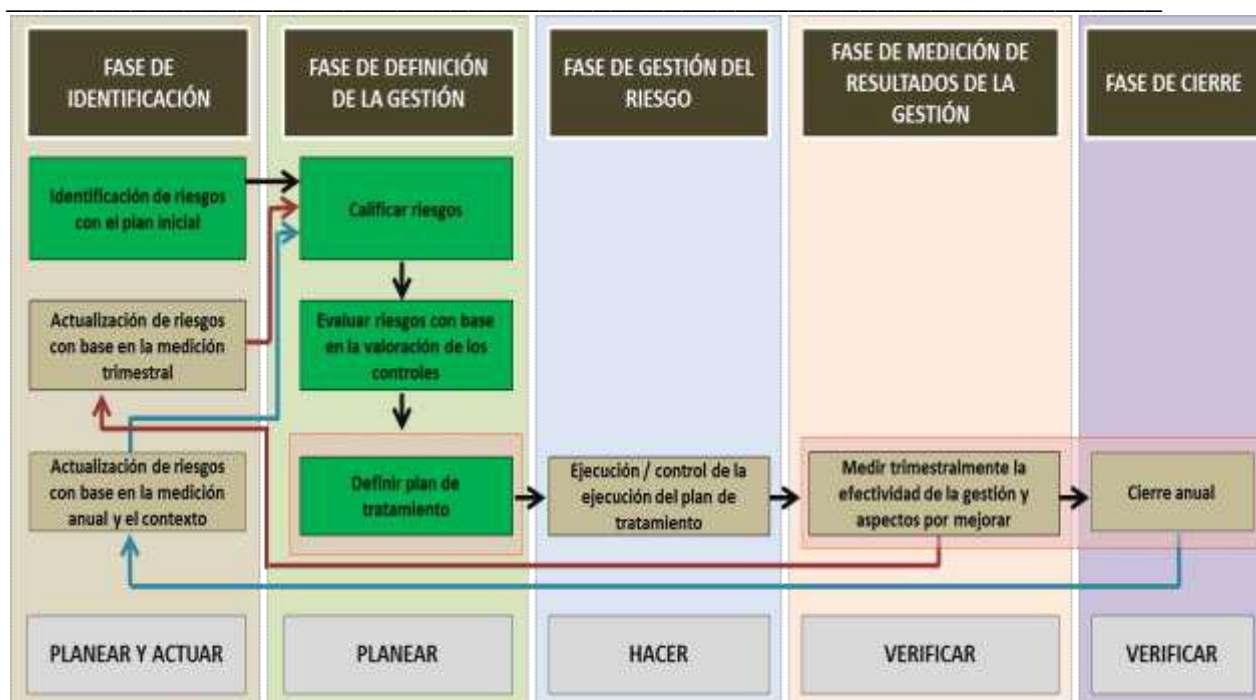 FASE DE
IDENTIFICACIÓN
FASE DE DEFINICIÓN
DE LA GESTIÓN
FASE DE GESTIÓN DEL
RIESGO
FASE DE MEDICIÓN DE
RESULTADOS DE LA
GESTIÓN
FASE DE CIERRE
Identificación de riesgos
con el plan inicial
Calificar riesgos
Actualización de riesgos
con base en la medición
trimestral
Evaluar riesgos con base
en la valoración de los
controles
Actualización de riesgos
con base en la medición
anual y el contexto
Definir plan de
tratamiento
Ejecución / control de la
ejecución del plan de
tratamiento
Medir trimestralmente la
efectividad de la gestión y
aspectos por mejorar
Cierre anual
PLANEAR Y ACTUAR
PLANEAR
HACER
VERIFICAR
VERIFICAR